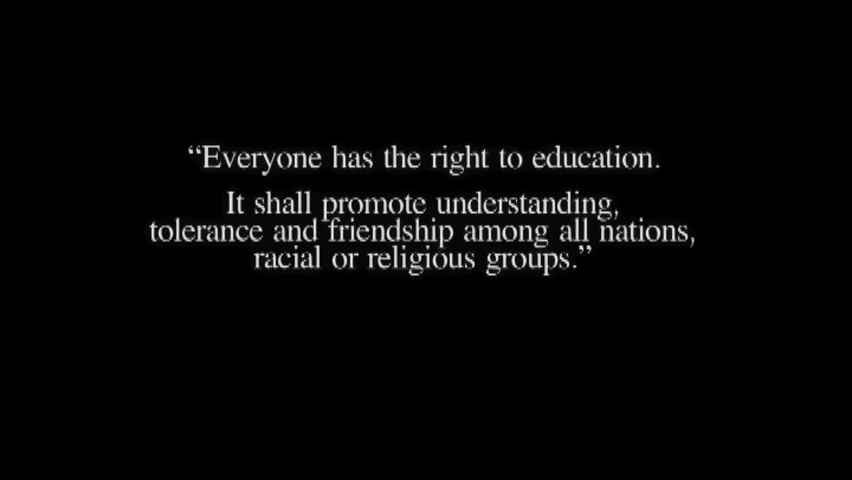 “Everyone has the right to education.
It shall promote understanding,
tolerance and friendship among all nations,
racial or religious groups.”